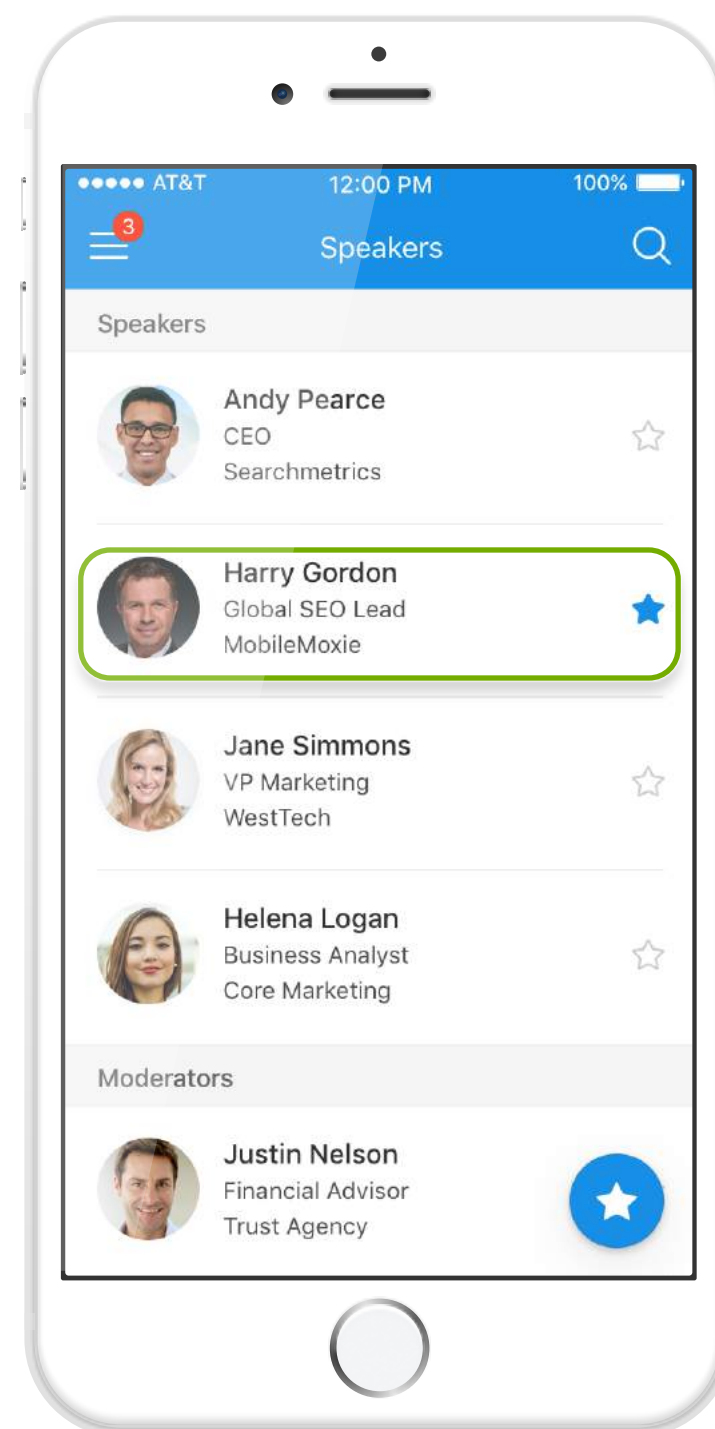 AT&T 12:00 PM 100%
3
Speakers
Speakers
Andy Pearce
CEO
Searchmetrics
Harry Gordon
Global SEO Lead
MobileMoxie
Jane Simmons
VP Marketing
WestTech
Helena Logan
Business Analyst
Core Marketing
Moderators
Justin Nelson
Financial Advisor
Trust Agency